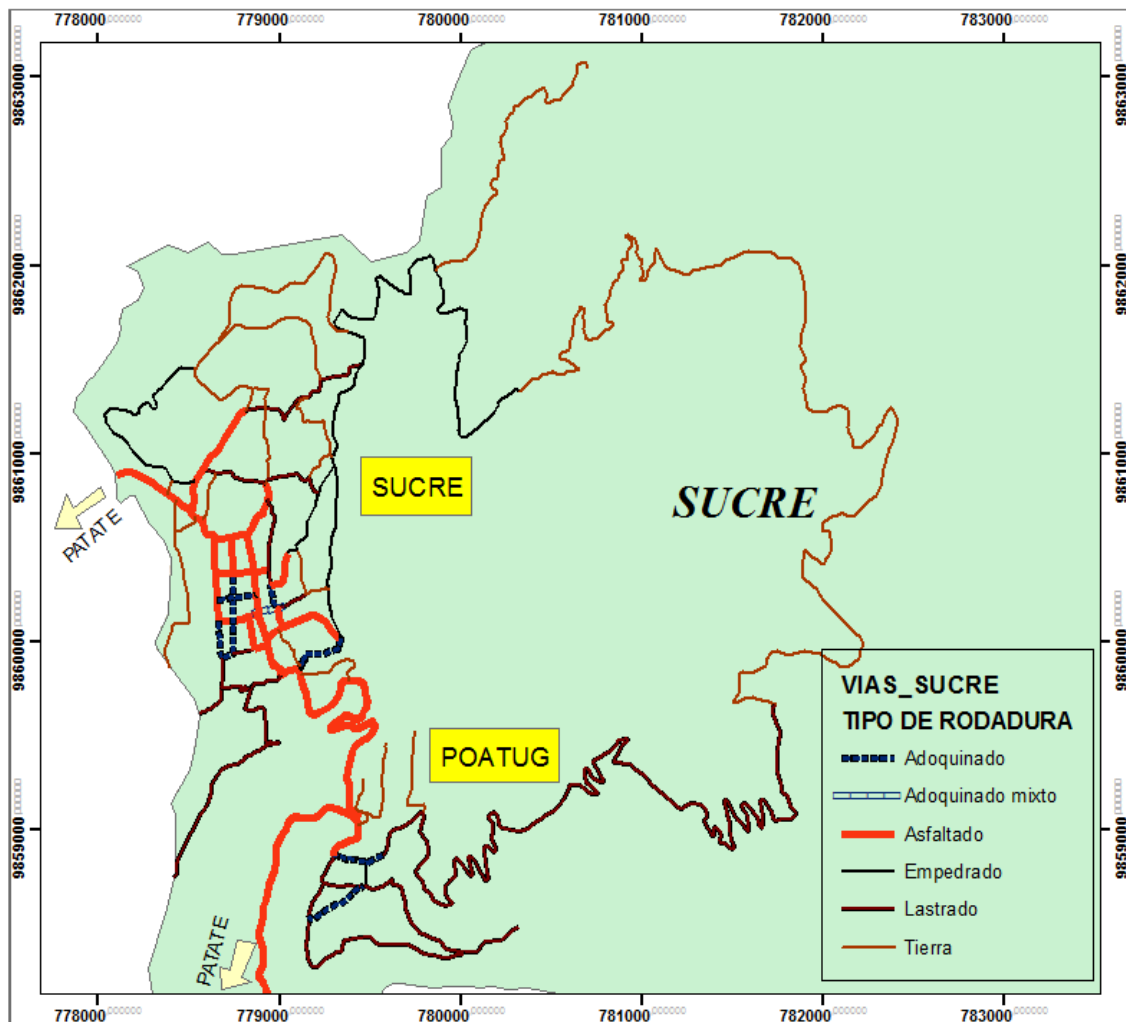 778000 779000 780000 781000 782000 783000
9863000 9863000
9862000 9862000
9861000 9861000
SUCRE
SUCRE
PATATE
9860000 9860000
VIAS_SUCRE
TIPO DE RODADURA
Adoquinado
Adoquinado mixto
Asfaltado
Empedrado
Lastrado
Tierra
POATUG
9859000 9859000
PATATE
778000 779000 780000 781000 782000 783000